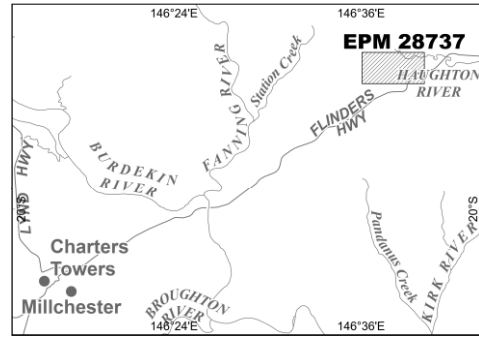 146°24'E
146°36'E
EPM 28737
HAUGHTON
RIVER
Station Creek
FANNING RIVER
FLINDERS
HWY
BURDEKIN
RIVER
LYND HWY
20°S
20°S
Charters
Towers
Millchester
Pandanus Creek
KIRK RIVER
BROUGHTON
RIVER
146°24'E
146°36'E